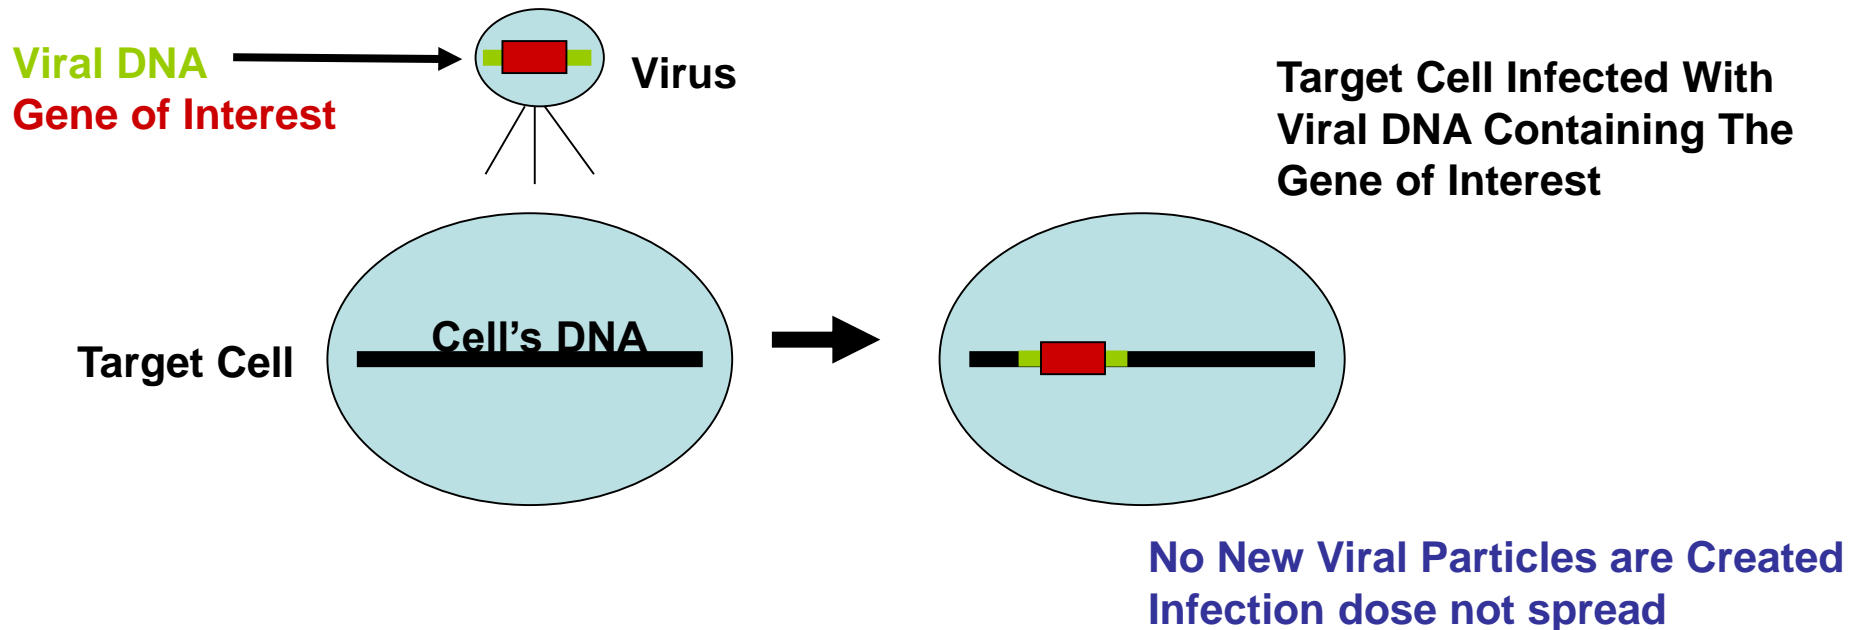 Viral DNA
Gene of Interest
Virus
Target Cell Infected With
Viral DNA Containing The
Gene of Interest
Target Cell
Cell’s DNA
No New Viral Particles are Created
Infection dose not spread